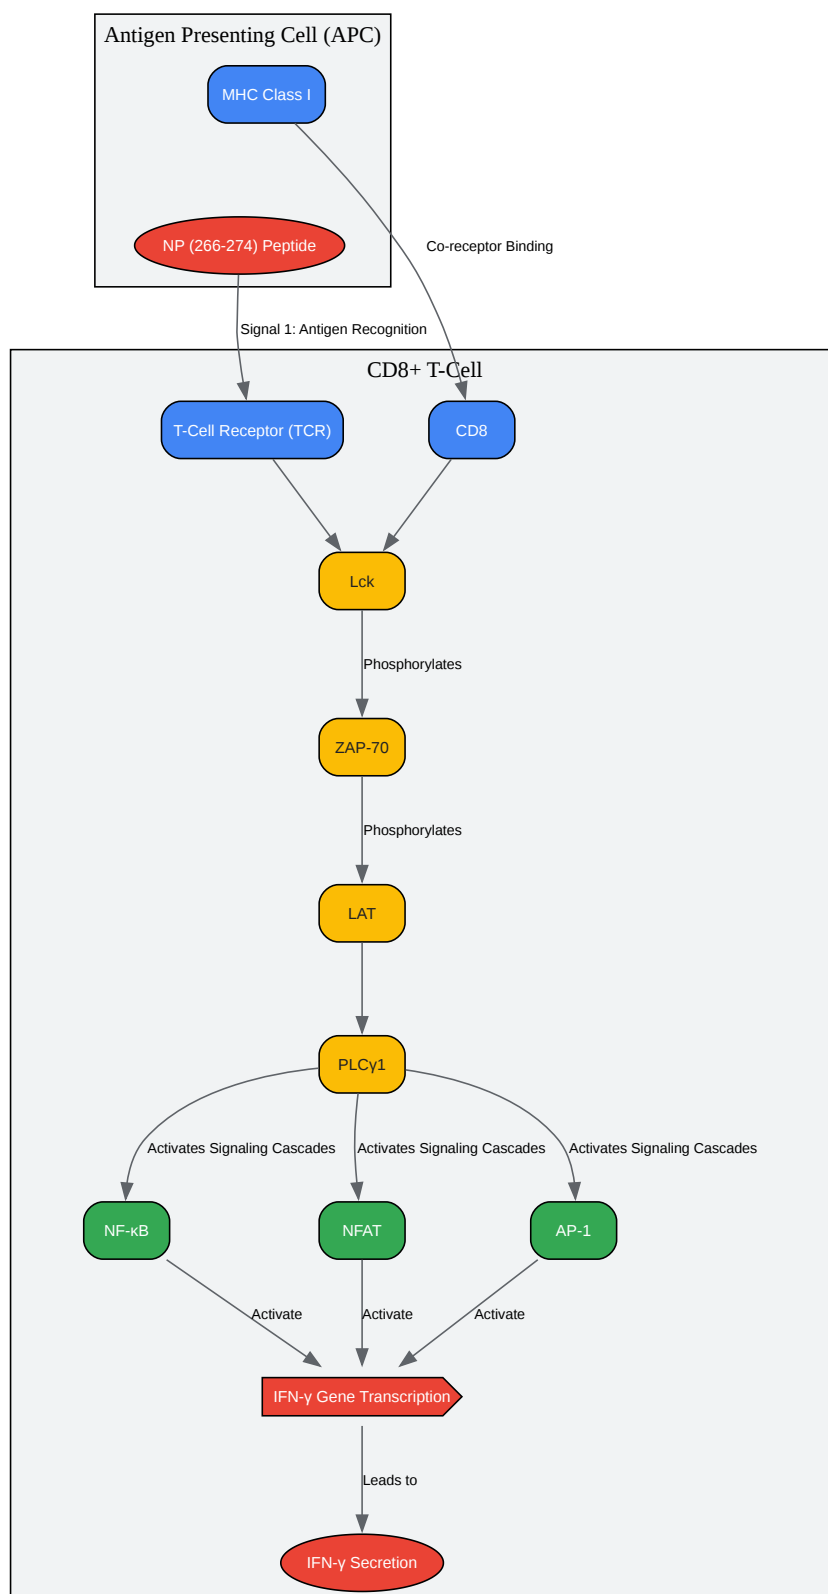 Antigen Presenting Cell (APC)
MHC Class I
NP (266-274) Peptide
Co-receptor Binding
Signal 1: Antigen Recognition
CD8+ T-Cell
T-Cell Receptor (TCR)
CD8
Lck
Phosphorylates
ZAP-70
Phosphorylates
LAT
PLCγ1
Activates Signaling Cascades
Activates Signaling Cascades
Activates Signaling Cascades
NF-κB
NFAT
AP-1
Activate
Activate
Activate
IFN-γ Gene Transcription
Leads to
IFN-γ Secretion